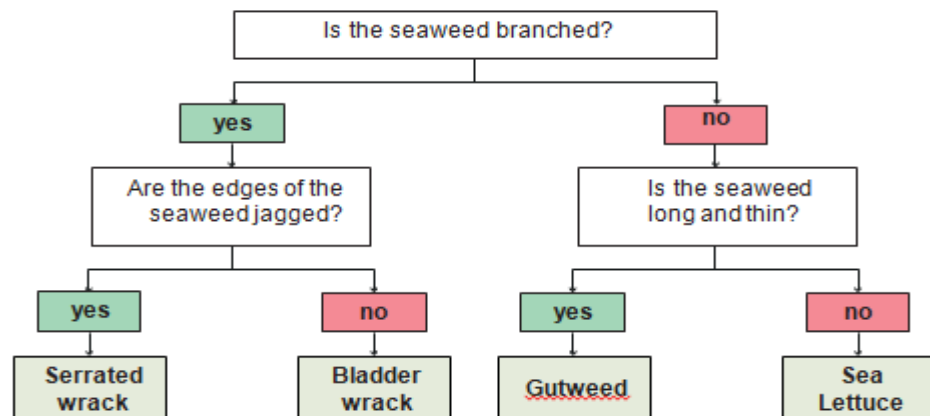 Is the seaweed branched?
yes
no
Are the edges of the
seaweed jagged?
Is the seaweed
long and thin?
yes
no
yes
no
Serrated
wrack
Bladder
wrack
Gutweed
Sea
Lettuce